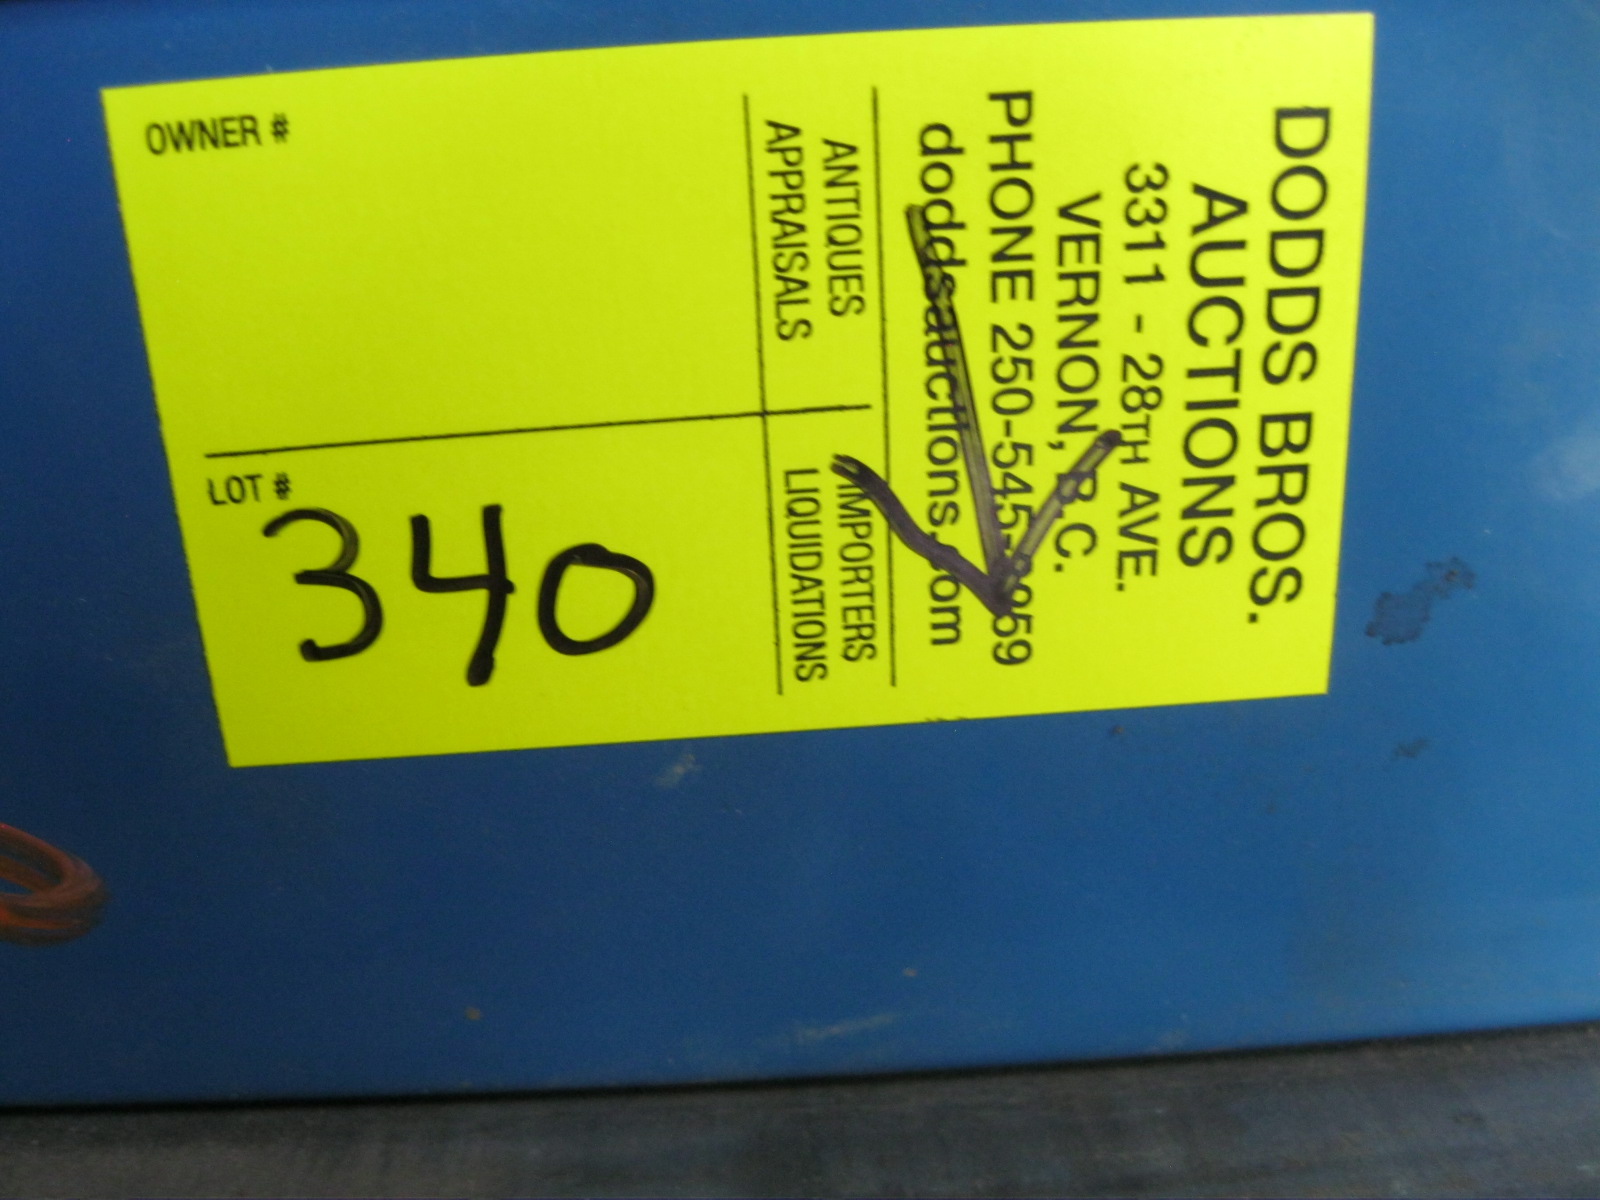 DODDS BROS.
AUCTIONS
3311 - 28TH AVE.
VERNON, B.C.
PHONE 250-545-3259
doddsauctions.com
ANTIQUES IMPORTERS
APPRAISALS LIQUIDATIONS
OWNER #
LOT #
340